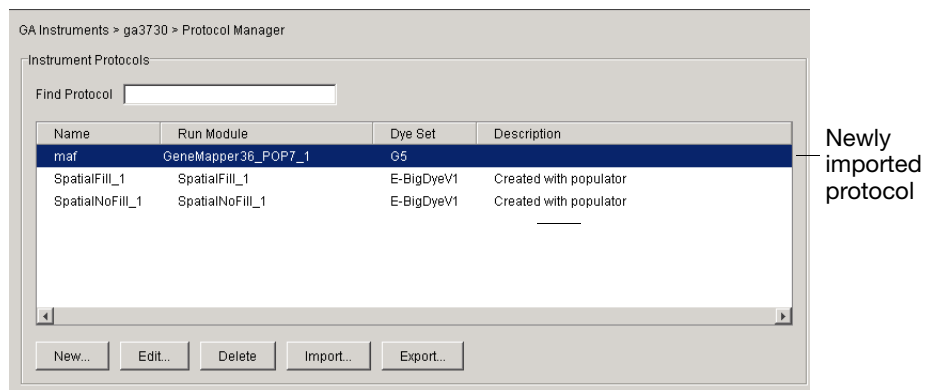 GA Instruments > ga3730 > Protocol Manager
Instrument Protocols
Find Protocol
Name Run Module Dye Set Description
maf GeneMapper36_POP7_1 G5
SpatialFill_1 SpatialFill_1 E-BigDyeV1 Created with populator
SpatialNoFill_1 SpatialNoFill_1 E-BigDyeV1 Created with populator
New... Edit... Delete Import... Export...
Newly
imported
protocol